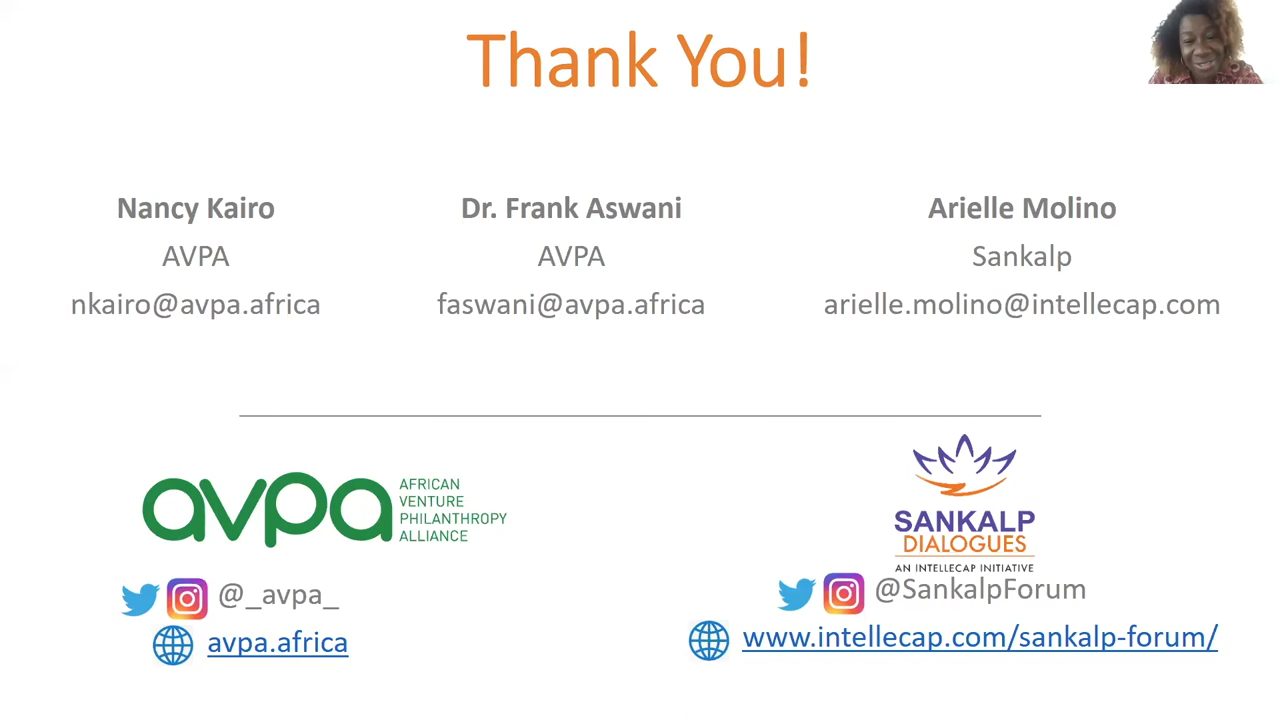 Thank You!
Nancy Kairo
AVPA
nkairo@avpa.africa
Dr. Frank Aswani
AVPA
faswani@avpa.africa
Arielle Molino
Sankalp
arielle.molino@intellecap.com
avpa
AFRICAN
VENTURE
PHILANTHROPY
ALLIANCE
@_avpa_
avpa.africa
SANKALP
DIALOGUES
AN INTELLECAP INITIATIVE
@SankalpForum
www.intellecap.com/sankalp-forum/